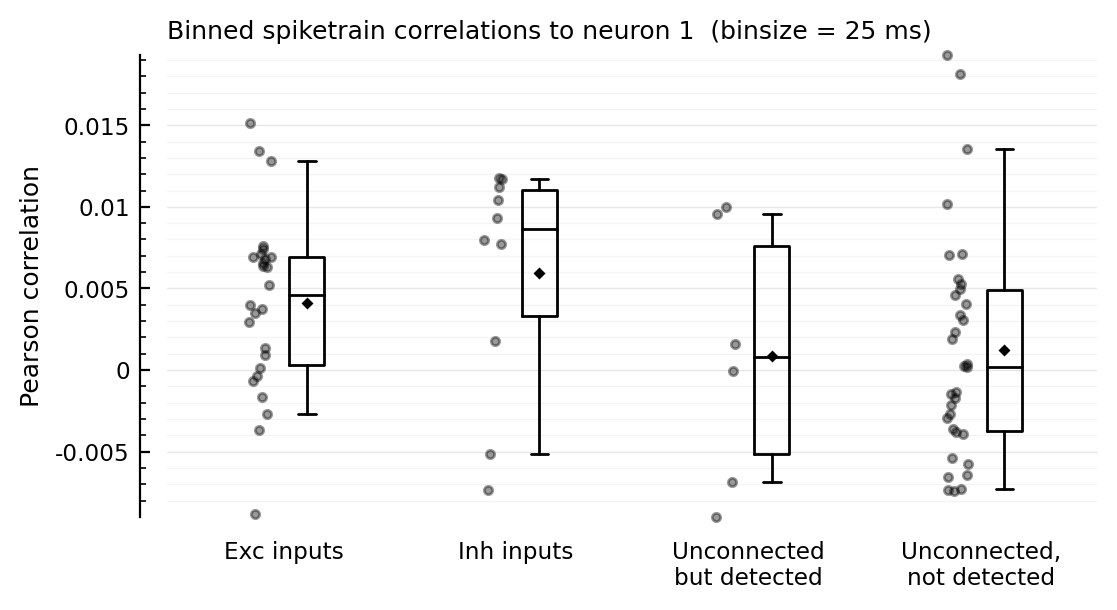 Binned spiketrain correlations to neuron 1 (binsize = 25 ms)
Pearson correlation
0.015
0.01
0.005
0
-0.005
Exc inputs
Inh inputs
Unconnected
but detected
Unconnected,
not detected